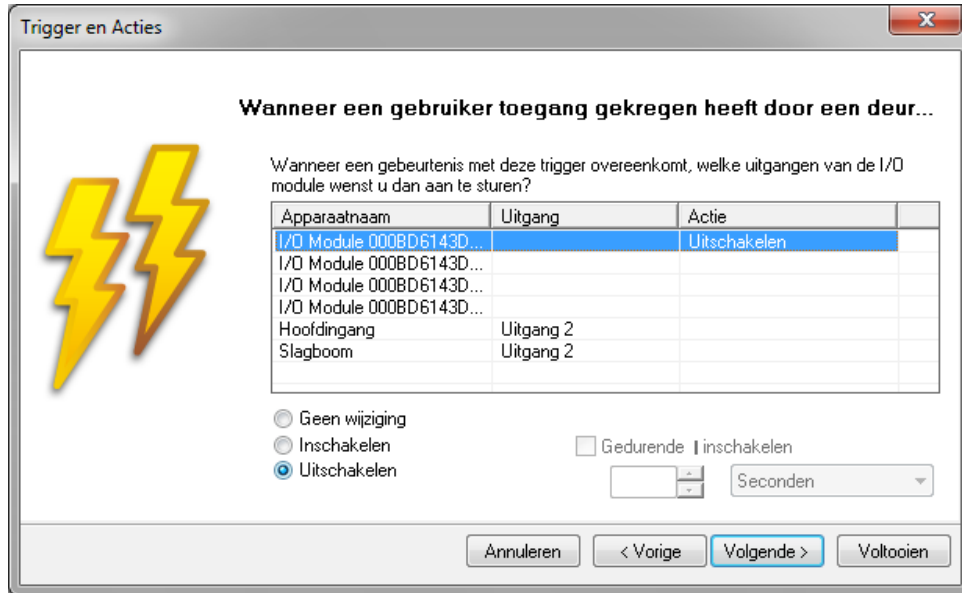 Trigger en Acties
Wanneer een gebruiker toegang gekregen heeft door een deur...
Wanneer een gebeurtenis met deze trigger overeenkomt, welke uitgangen van de I/O
module wenst u dan aan te sturen?
Apparaatnaam Uitgang Actie
I/O Module 000BD6143D... Uitschakelen
I/O Module 000BD6143D...
I/O Module 000BD6143D...
I/O Module 000BD6143D...
Hoofdingang Uitgang 2
Slagboom Uitgang 2
Geen wijziging
Inschakelen Gedurende inschakelen
Uitschakelen Seconden
Annuleren < Vorige Volgende > Voltooien